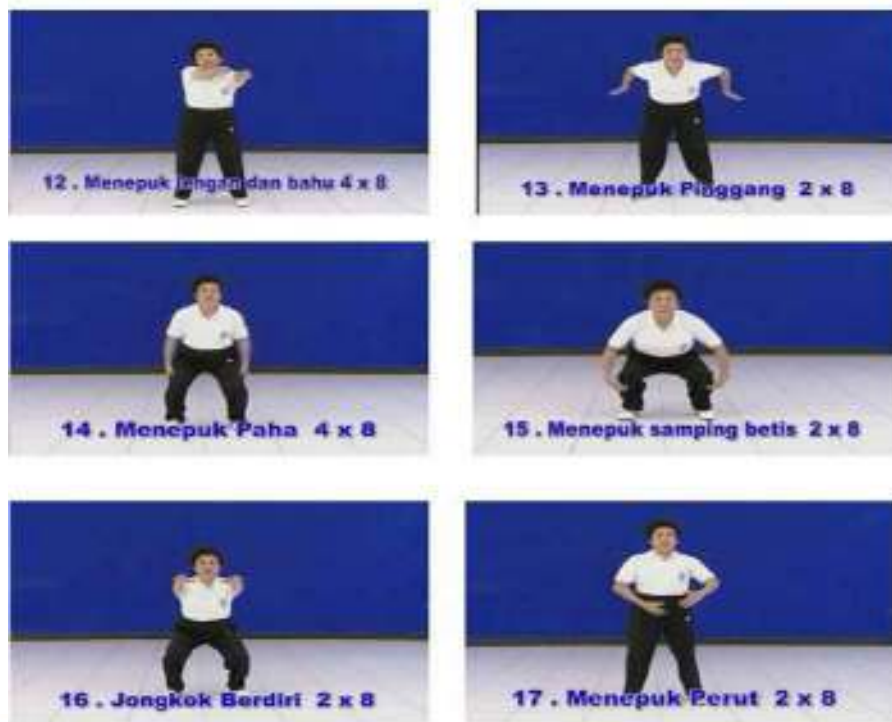 12 . Menepuk lengan dan bahu 4 x 8
13 . Menepuk Pinggang 2 x 8
14 . Menepuk Paha 4 x 8
15 . Menepuk samping betis 2 x 8
16 . Jongkok Berdiri 2 x 8
17 . Menepuk Perut 2 x 8